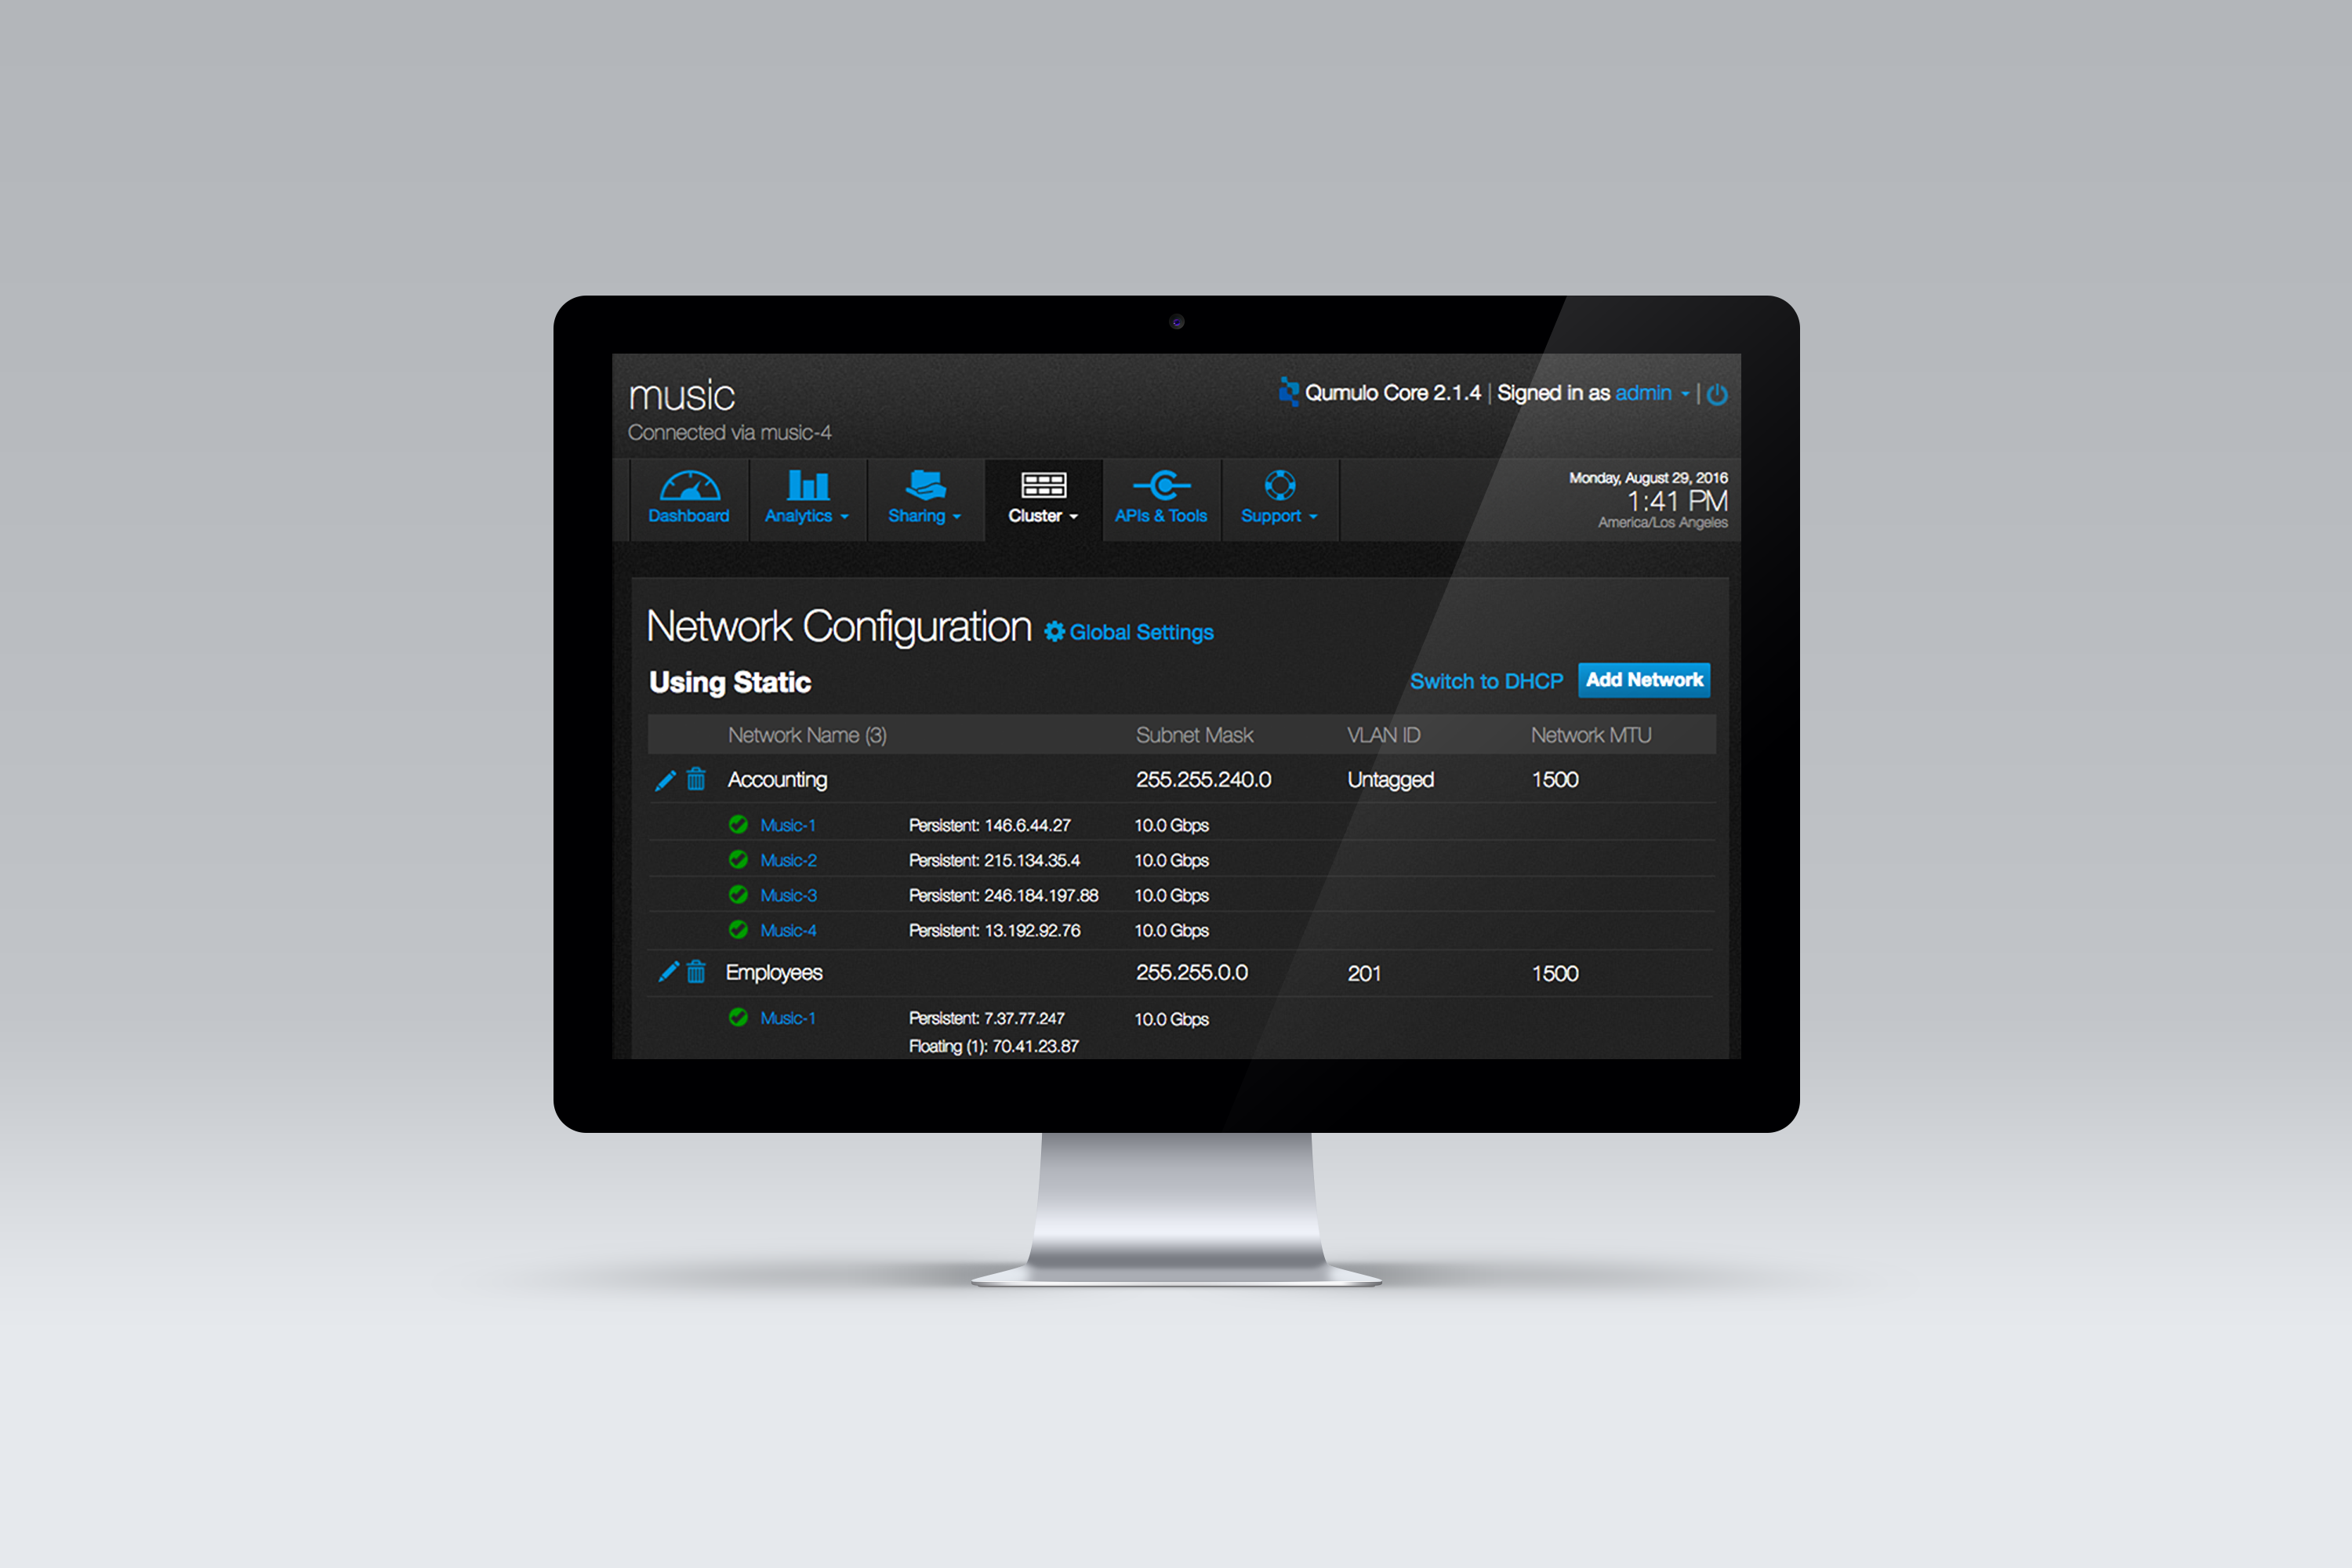 music
Connected via music-4
Qumulo Core 2.1.4 | Signed in as admin |
Dashboard
Analytics
Sharing
Cluster
APIs & Tools
Support
Monday, August 29, 2016
1:41 PM
America/Los Angeles
Network Configuration Global Settings
Using Static
Switch to DHCP Add Network
Network Name (3) Subnet Mask VLAN ID Network MTU
Accounting 255.255.240.0 Untagged 1500
Music-1 Persistent: 146.6.44.27 10.0 Gbps
Music-2 Persistent: 215.134.35.4 10.0 Gbps
Music-3 Persistent: 246.184.197.88 10.0 Gbps
Music-4 Persistent: 13.192.92.76 10.0 Gbps
Employees 255.255.0.0 201 1500
Music-1 Persistent: 7.37.77.247 10.0 Gbps
Floating (1): 70.41.23.87